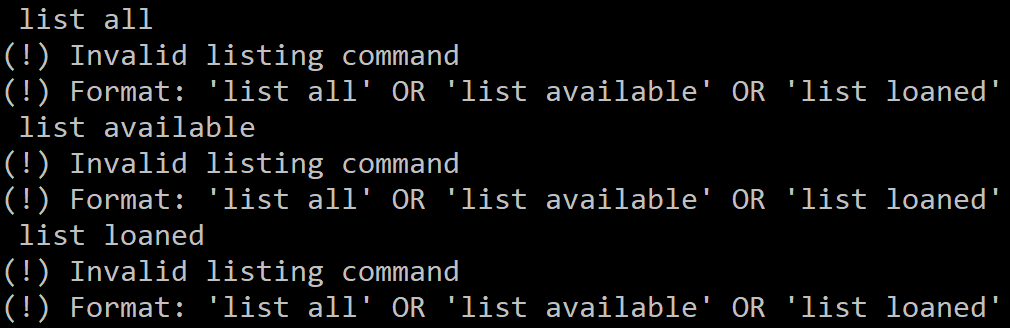 list all
(!) Invalid listing command
(!) Format: 'list all' OR 'list available' OR 'list loaned'
list available
(!) Invalid listing command
(!) Format: 'list all' OR 'list available' OR 'list loaned'
list loaned
(!) Invalid listing command
(!) Format: 'list all' OR 'list available' OR 'list loaned'